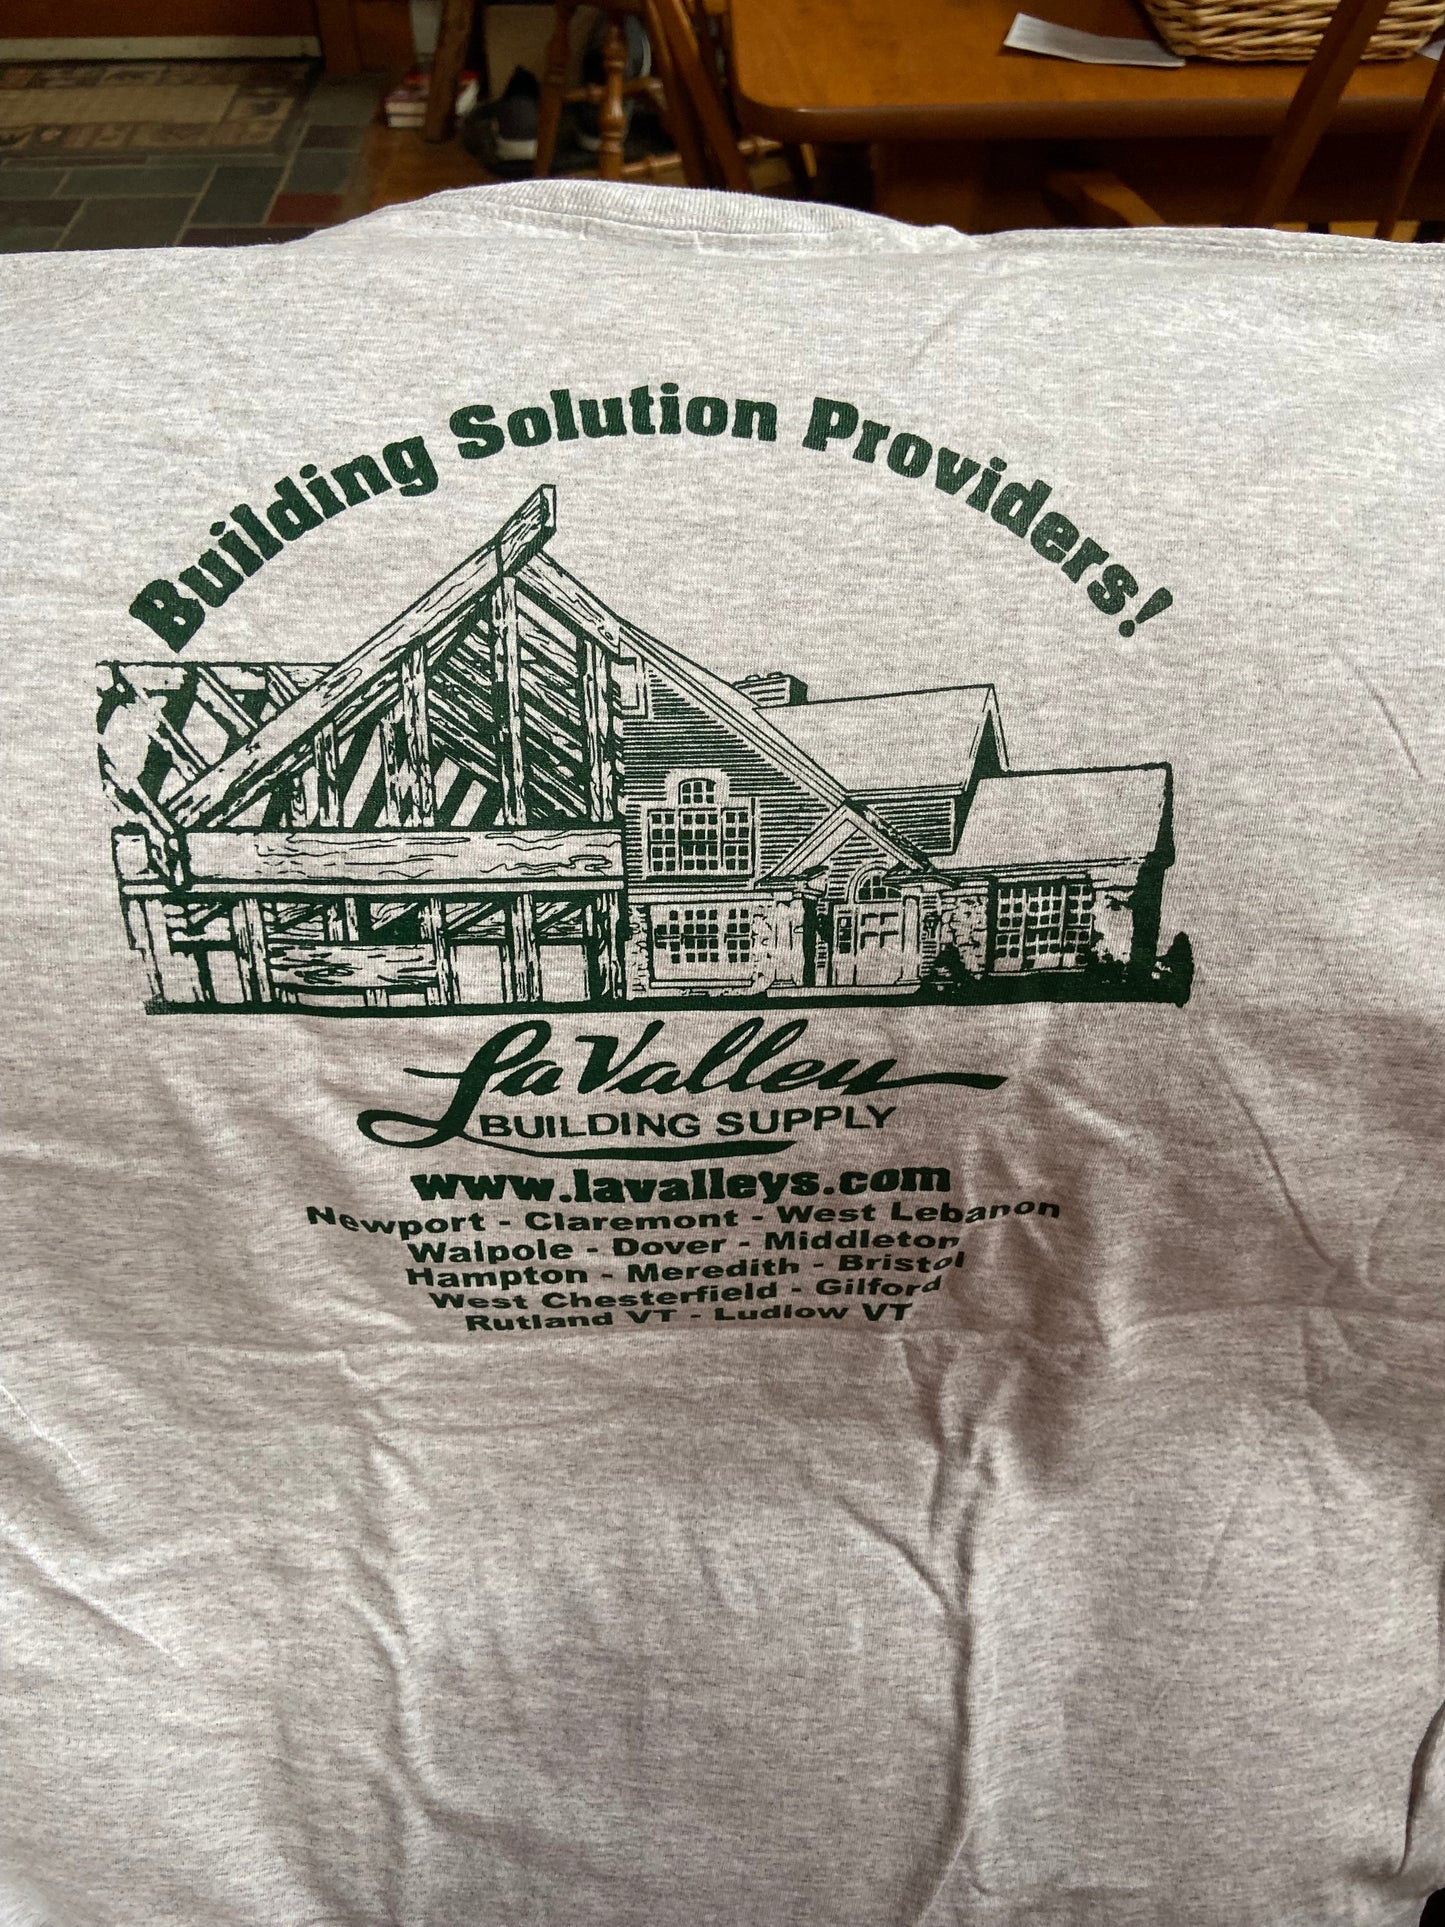 Building Solution Providers!
LaValley
BUILDING SUPPLY
www.lavalleys.com
Newport - Claremont - West Lebanon
Walpole - Dover - Middleton
Hampton - Meredith - Bristol
West Chesterfield - Gilford
Rutland VT - Ludlow VT